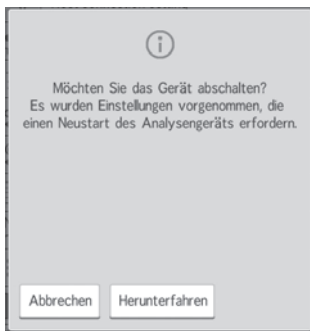 Möchten Sie das Gerät abschalten?
Es wurden Einstellungen vorgenommen, die
einen Neustart des Analysengeräts erfordern.
Abbrechen
Herunterfahren